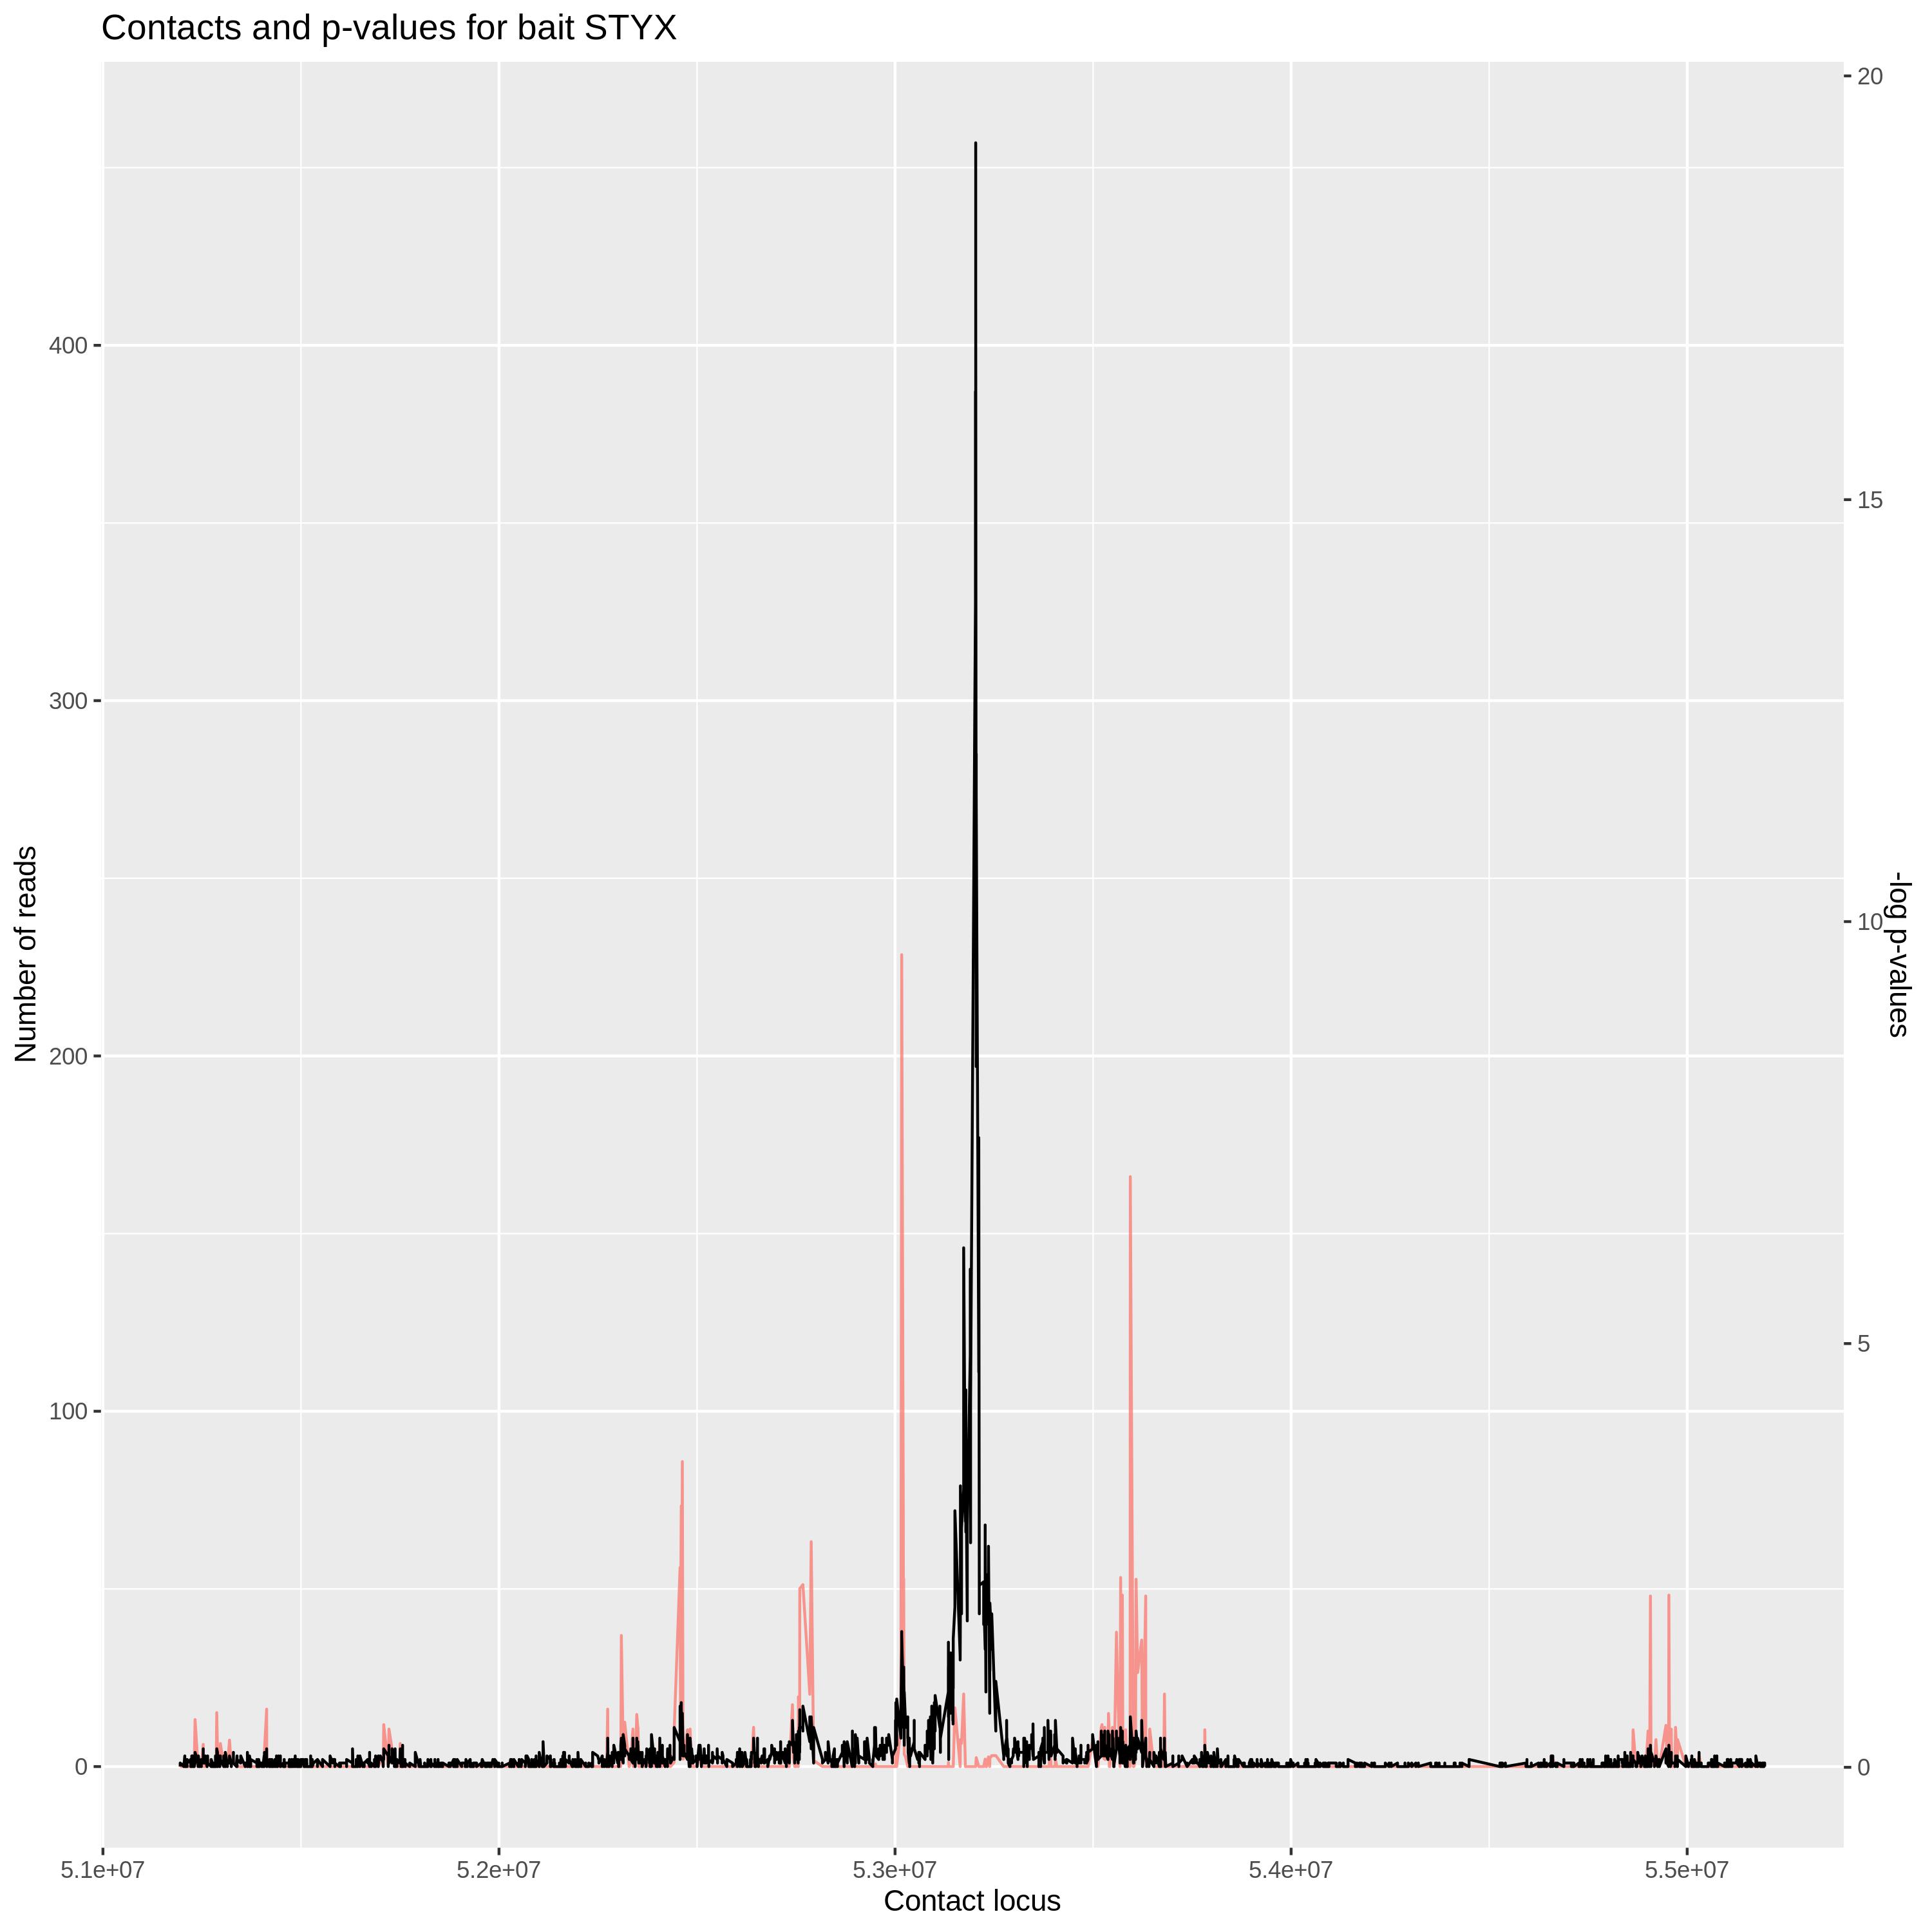 Contacts and p-values for bait STYX
20
400
15
300
Number of reads
-log p-values
10
200
5
100
0
0
5.1e+07 5.2e+07 5.3e+07 5.4e+07 5.5e+07
Contact locus